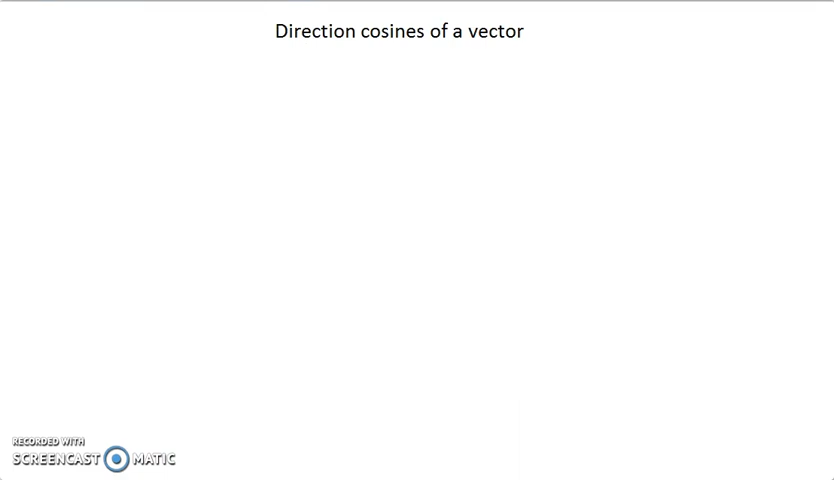 Direction cosines of a vector
RECORDED WITH
SCREENCAST MATIC